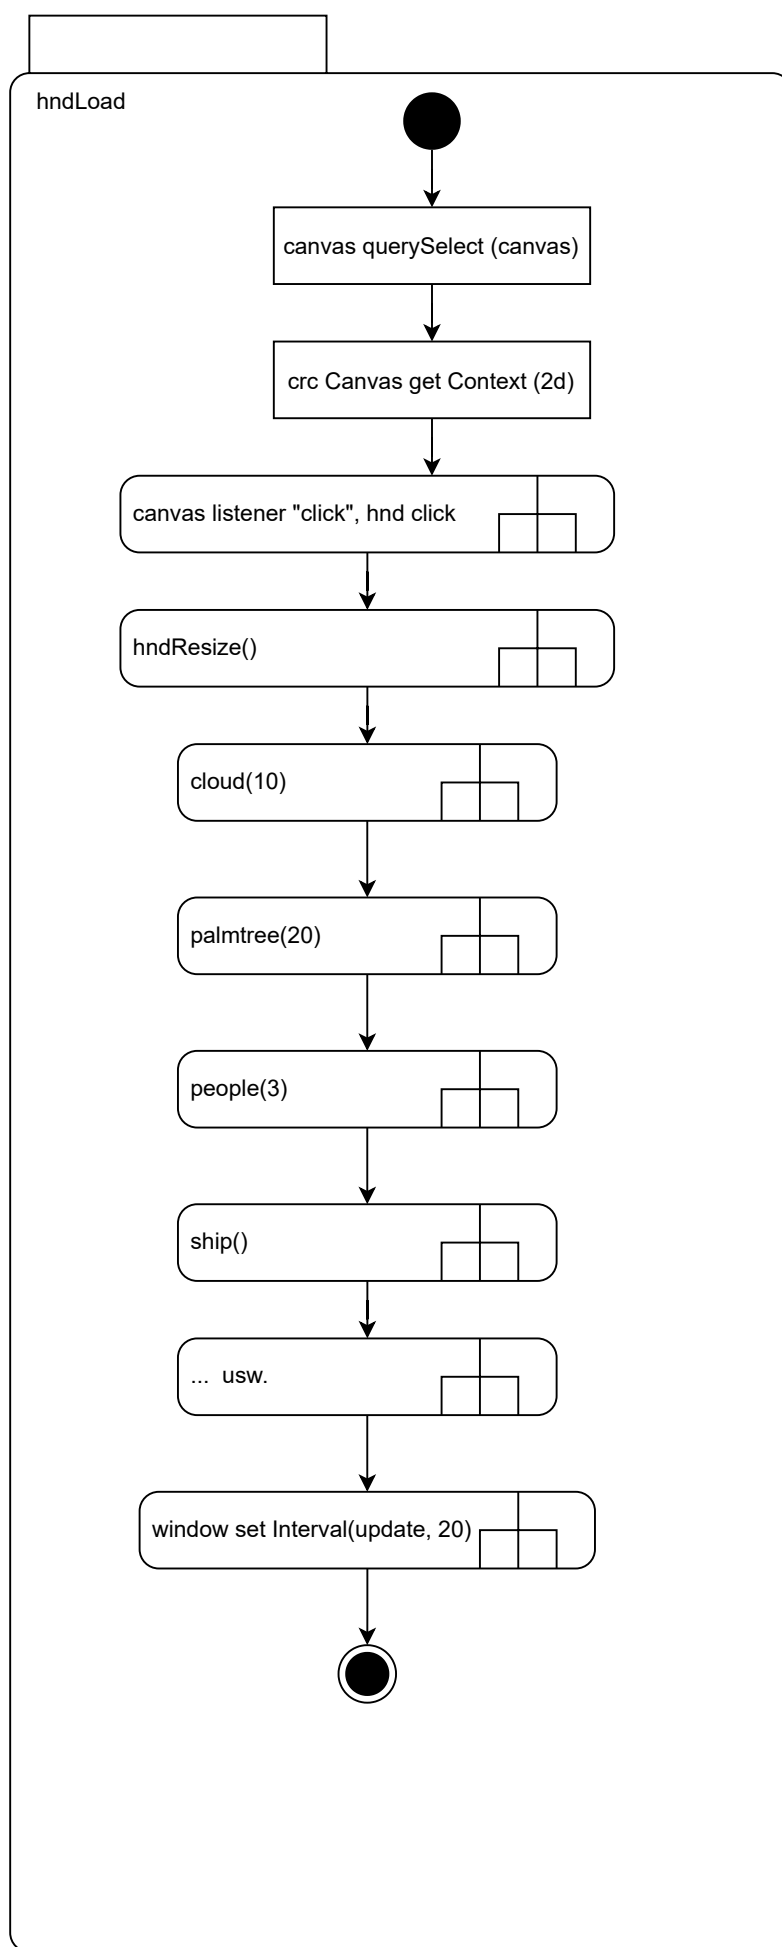 hndLoad
canvas querySelect (canvas)
crc Canvas get Context (2d)
canvas listener "click", hnd click
hndResize()
cloud(10)
palmtree(20)
people(3)
ship()
...  usw.
window set Interval(update, 20)